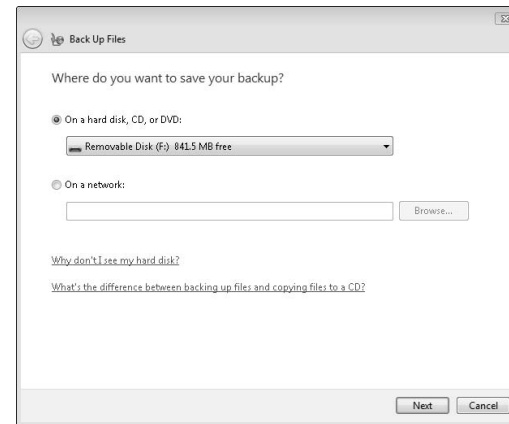 Back Up Files
Where do you want to save your backup?
On a hard disk, CD, or DVD:
Removable Disk (F:) 841.5 MB free
On a network:
Browse...
Why don't I see my hard disk?
What's the difference between backing up files and copying files to a CD?
Next Cancel